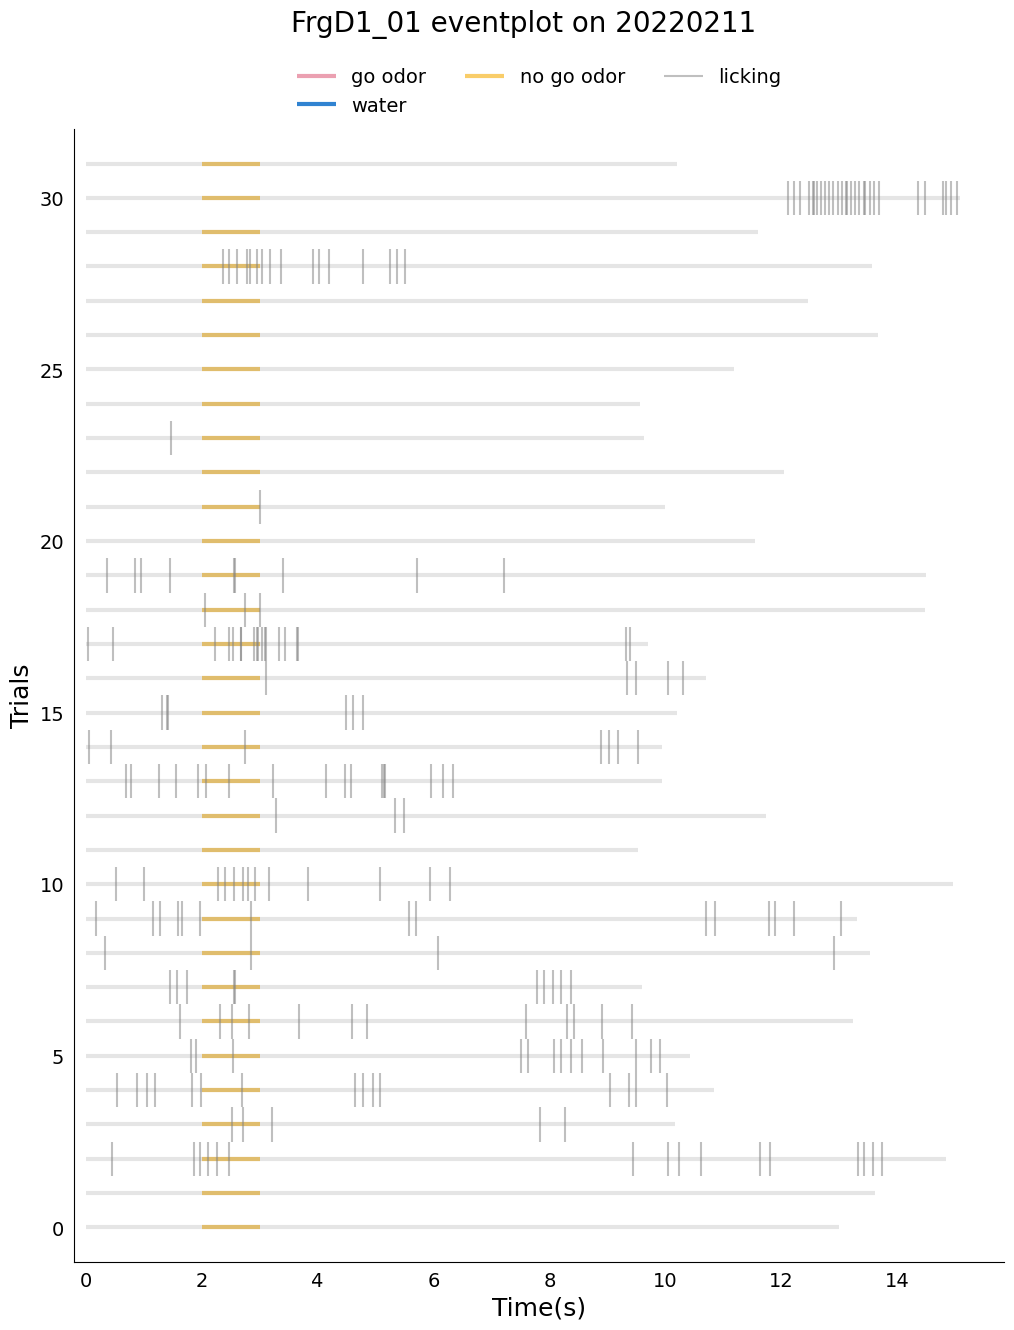 FrgD1_01 eventplot on 20220211
go odor
no go odor
licking
water
30
25
20
15
10
5
0
Trials
0 2 4 6 8 10 12 14
Time(s)